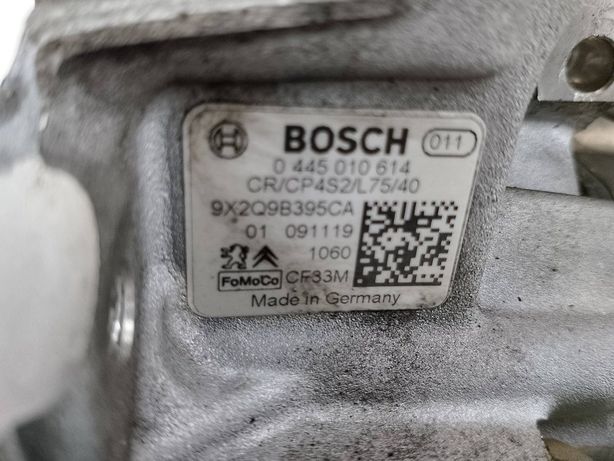 BOSCH 011
0 445 010 614
CR/CP4S2/L75/40
9X2Q9B395CA
01 091119
1060
FoMoCo CF33M
Made in Germany